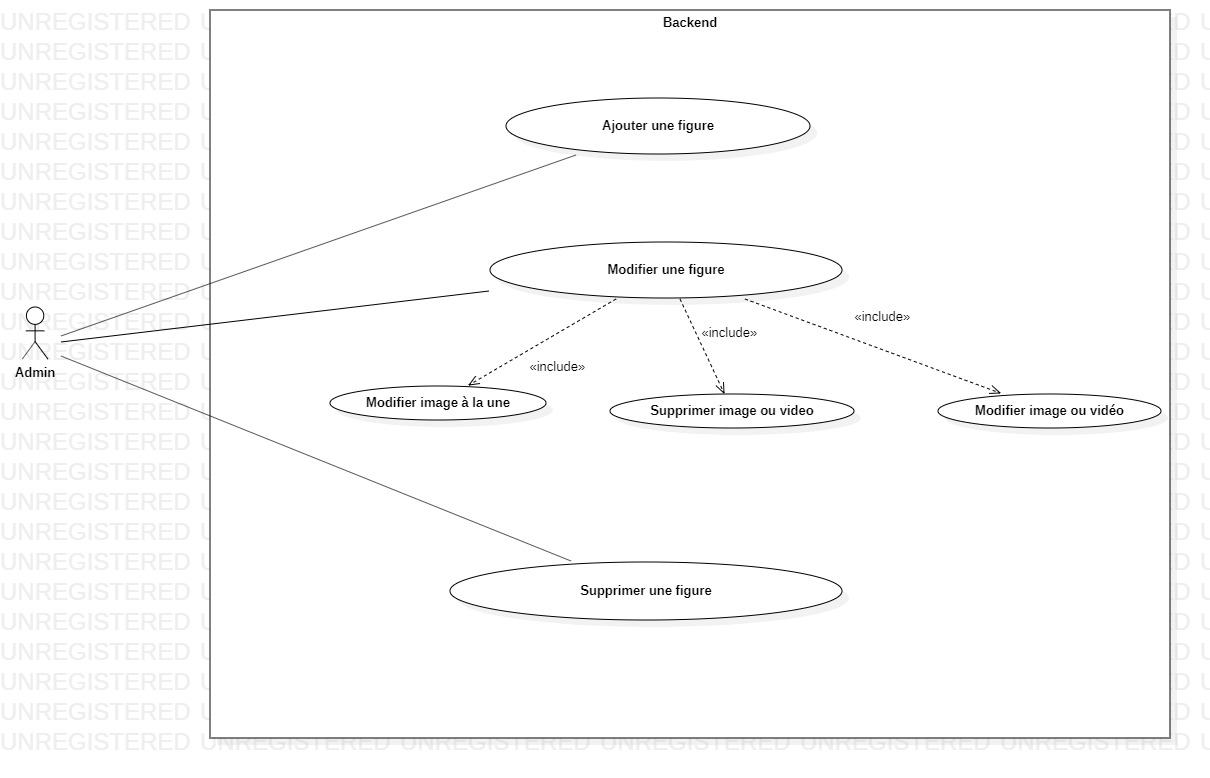 Backend
Ajouter une figure
Modifier une figure
«include»
«include»
«include»
Admin
Modifier image à la une
Supprimer image ou video
Modifier image ou vidéo
Supprimer une figure
UNREGISTERED UNREGISTERED UNREGISTERED UNREGISTERED UNREGISTERED UNREGISTERED